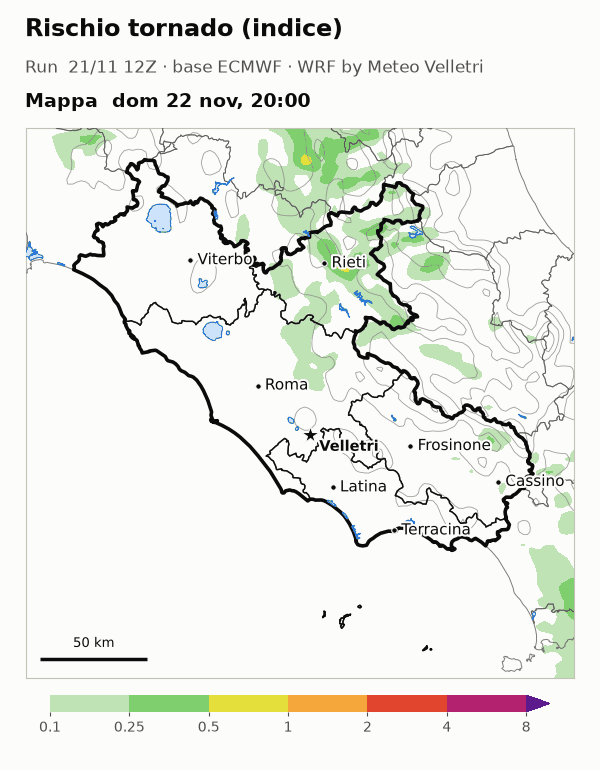 Rischio tornado (indice)
Run  21/11 12Z · base ECMWF · WRF by Meteo Velletri
Mappa  dom 22 nov, 20:00
Viterbo
Rieti
Roma
Velletri
Frosinone
Latina
Cassino
Terracina
50 km
0.1 0.25 0.5 1 2 4 8